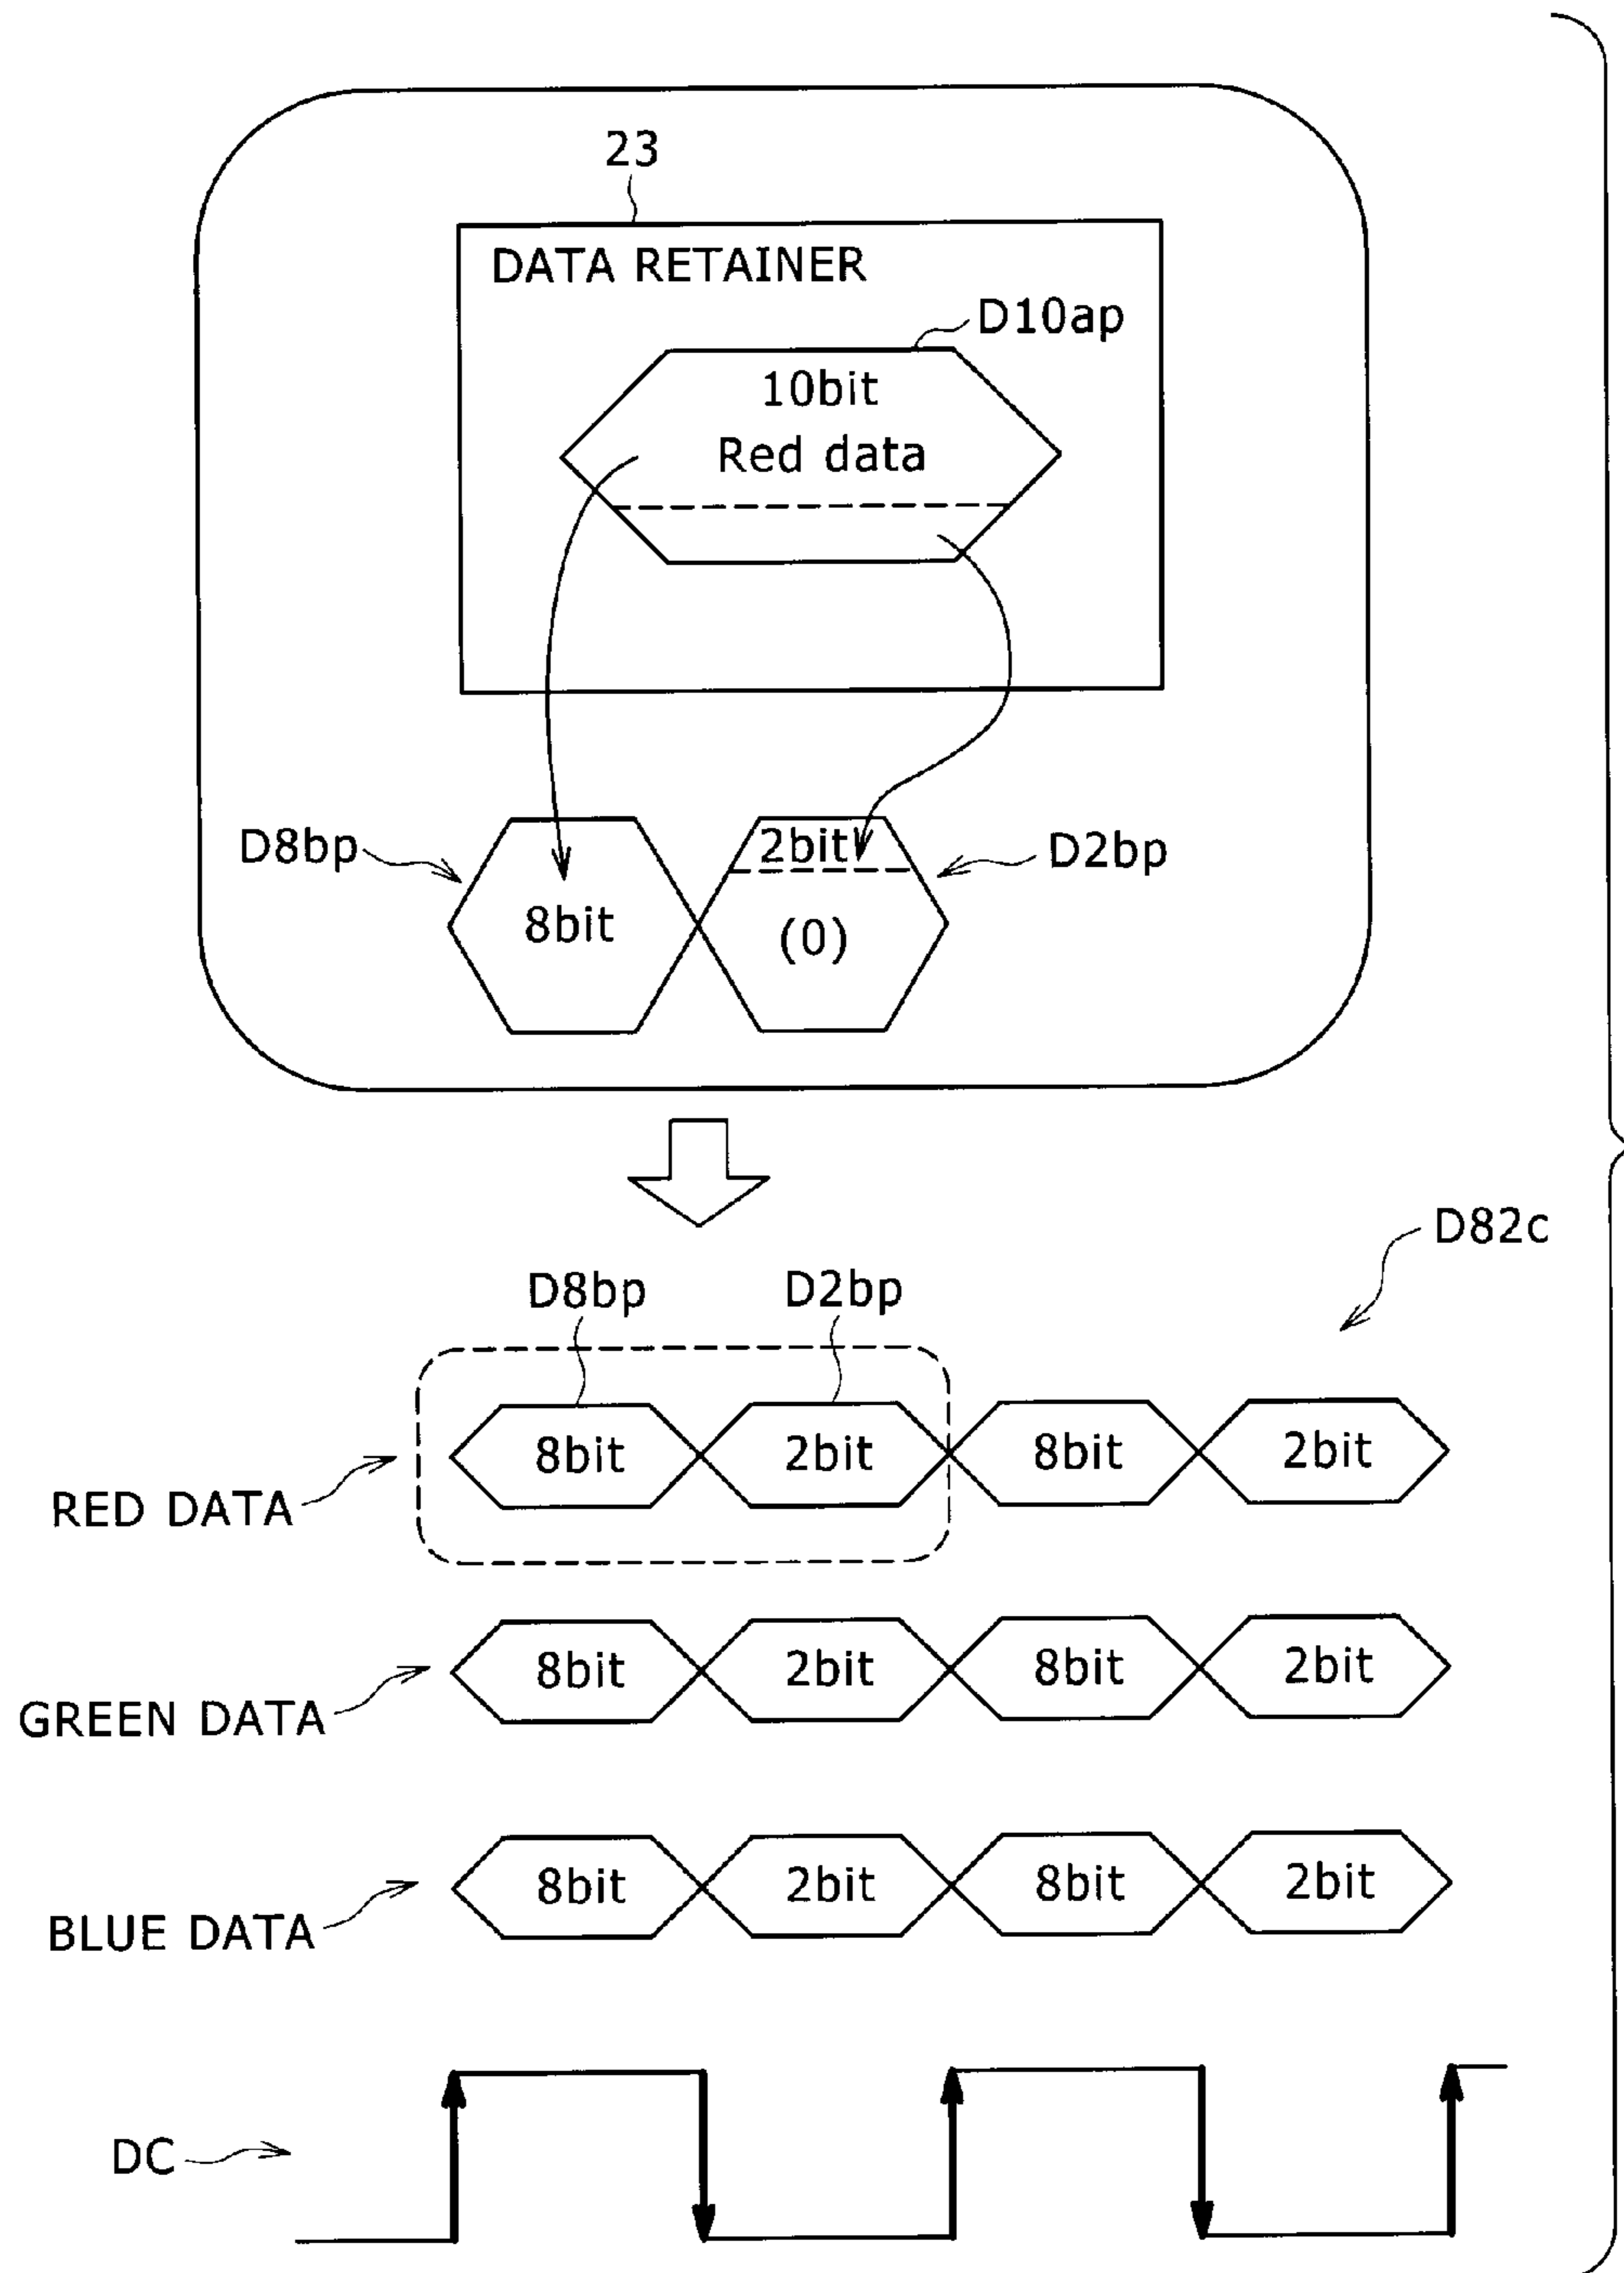 23
DATA RETAINER
D10ap
10bit
Red data
D8bp
2bit
D2bp
8bit
(0)
D82c
D8bp
D2bp
8bit
2bit
8bit
2bit
RED DATA
8bit
2bit
8bit
2bit
GREEN DATA
8bit
2bit
8bit
2bit
BLUE DATA
DC